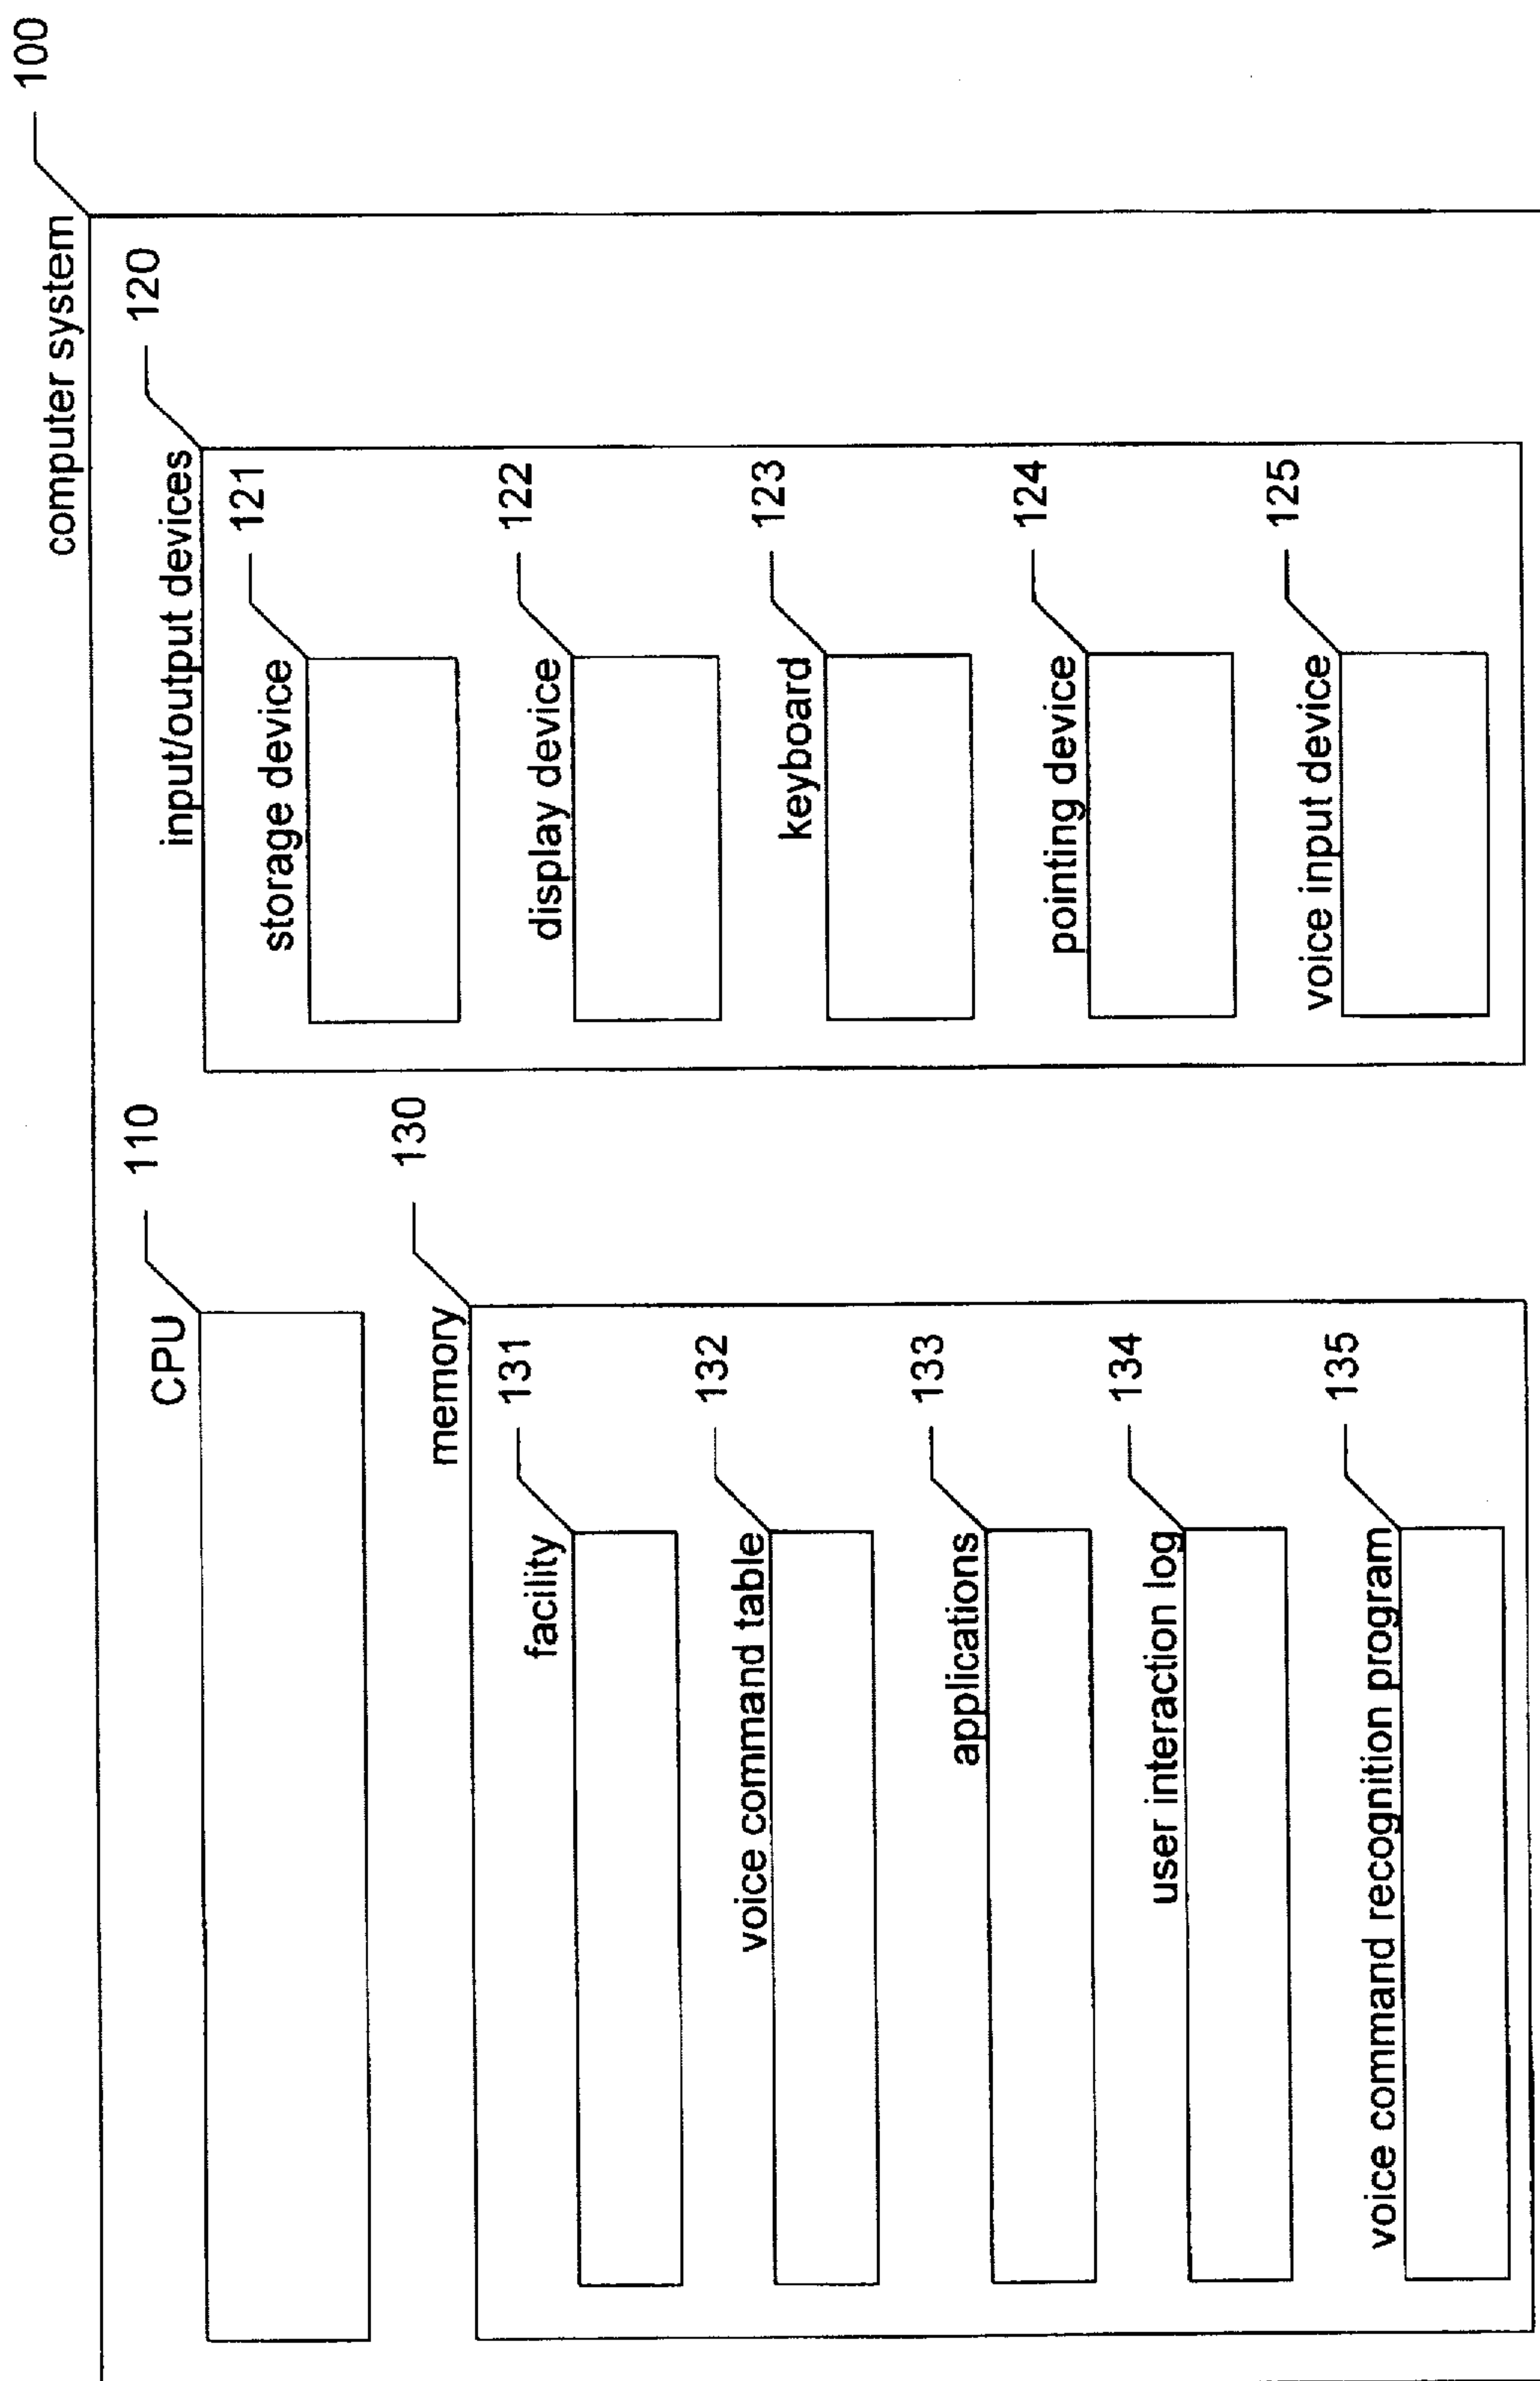 100
computer system
110
CPU
120
input/output devices
121
storage device
122
display device
123
keyboard
124
pointing device
125
voice input device
130
memory
131
facility
132
voice command table
133
applications
134
user interaction log
135
voice command recognition program